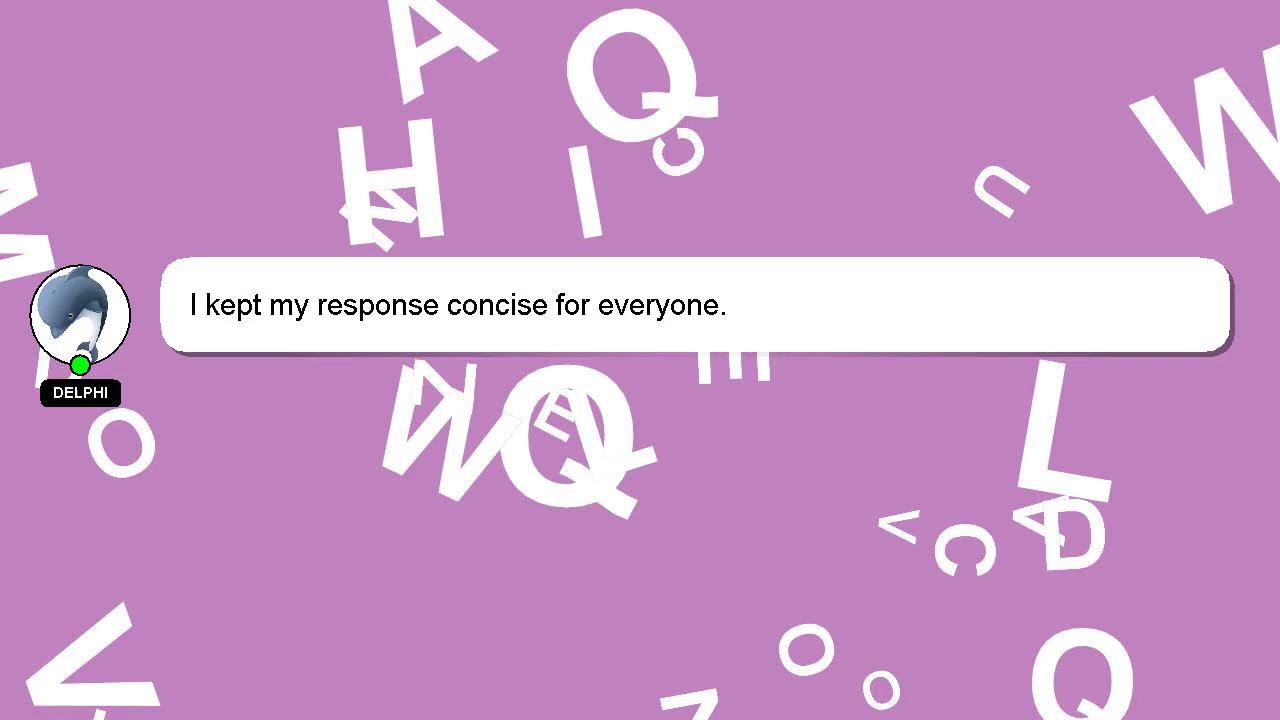 A
Q
H
I
C
U
W
M
I kept my response concise for everyone.
DELPHI
E
O
W
Q
E
L
V
C
A
D
V
O
O
Q